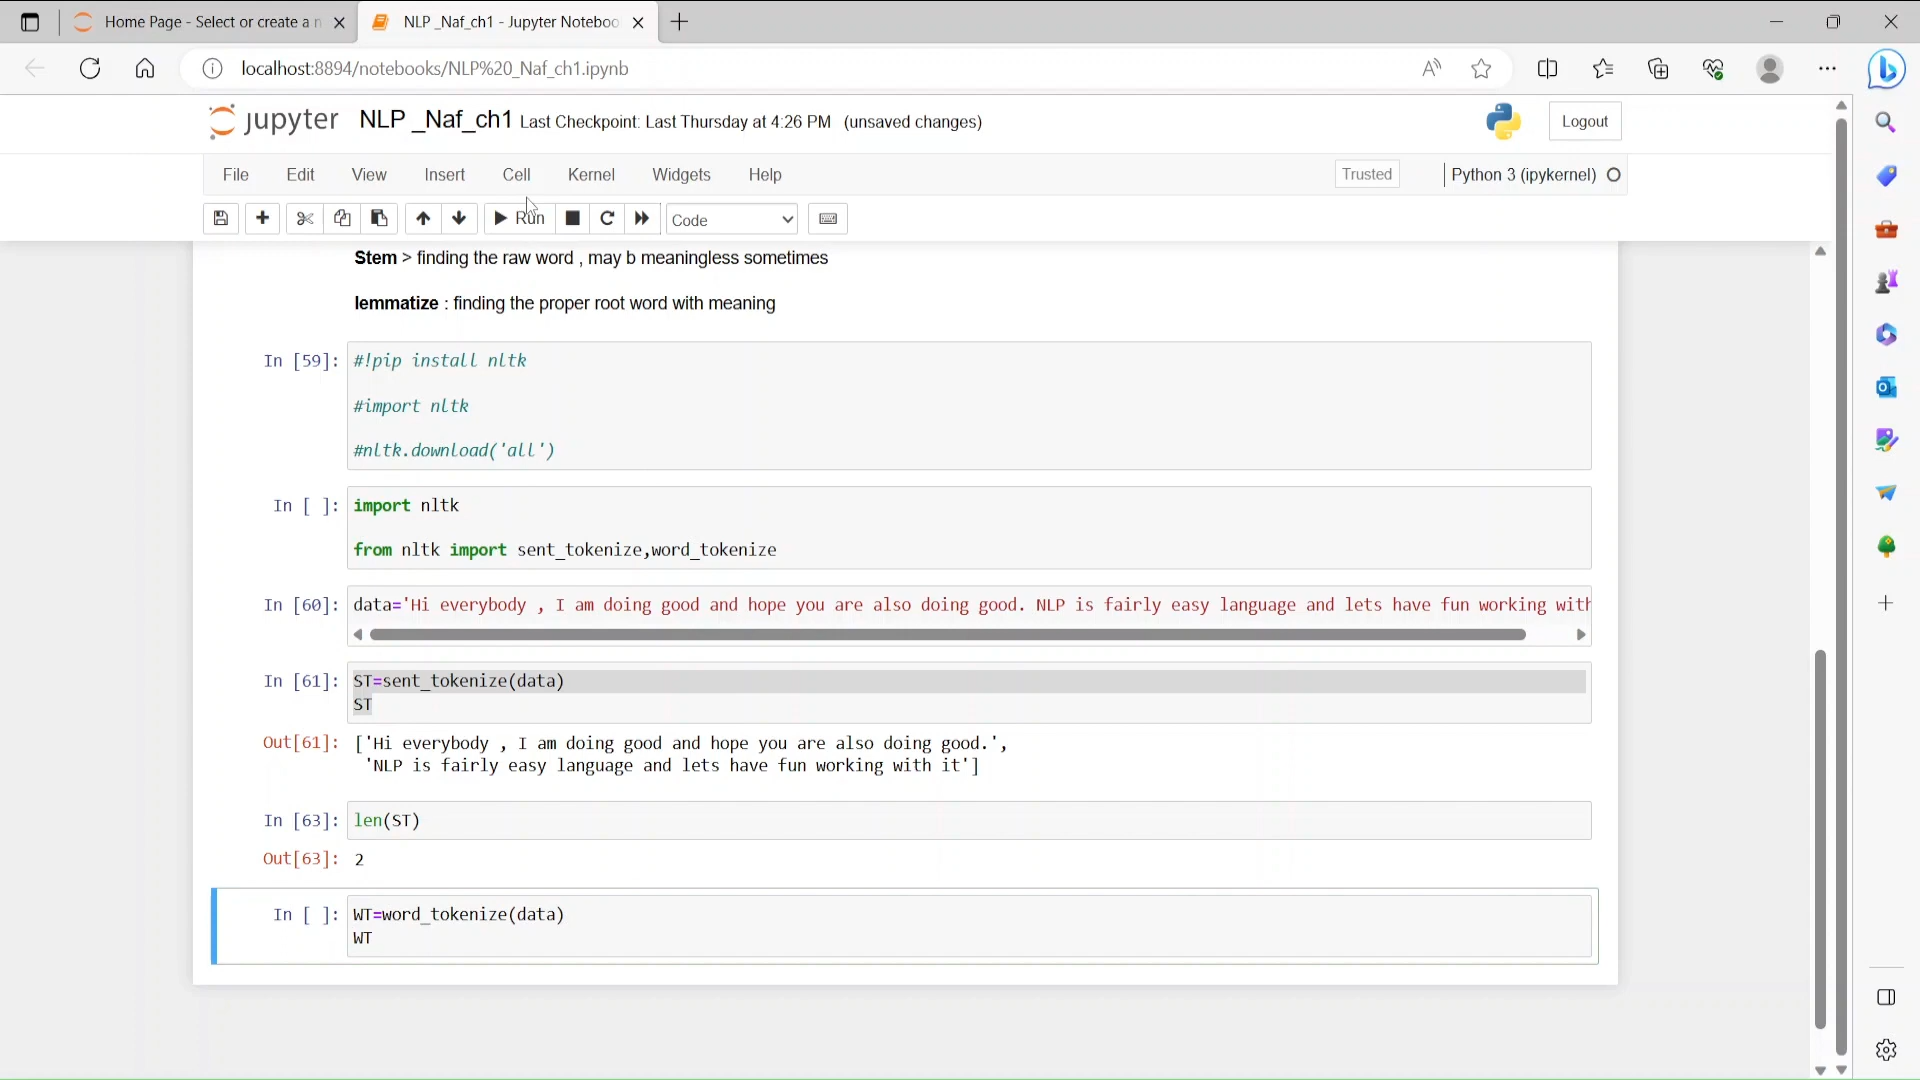 Home Page - Select or create a n
NLP _Naf_ch1 - Jupyter Noteboo
localhost:8894/notebooks/NLP%20_Naf_ch1.ipynb
jupyter NLP _Naf_ch1 Last Checkpoint: Last Thursday at 4:26 PM (unsaved changes)
Logout
File Edit View Insert Cell Kernel Widgets Help
Trusted Python 3 (ipykernel)
Run Code
Stem > finding the raw word , may b meaningless sometimes
lemmatize : finding the proper root word with meaning
In [59]: #!pip install nltk
#import nltk
#nltk.download('all')
In [ ]: import nltk
from nltk import sent_tokenize,word_tokenize
In [60]: data='Hi everybody , I am doing good and hope you are also doing good. NLP is fairly easy language and lets have fun working with
In [61]: ST=sent_tokenize(data)
ST
Out[61]: ['Hi everybody , I am doing good and hope you are also doing good.',
'NLP is fairly easy language and lets have fun working with it']
In [63]: len(ST)
Out[63]: 2
In [ ]: WT=word_tokenize(data)
WT